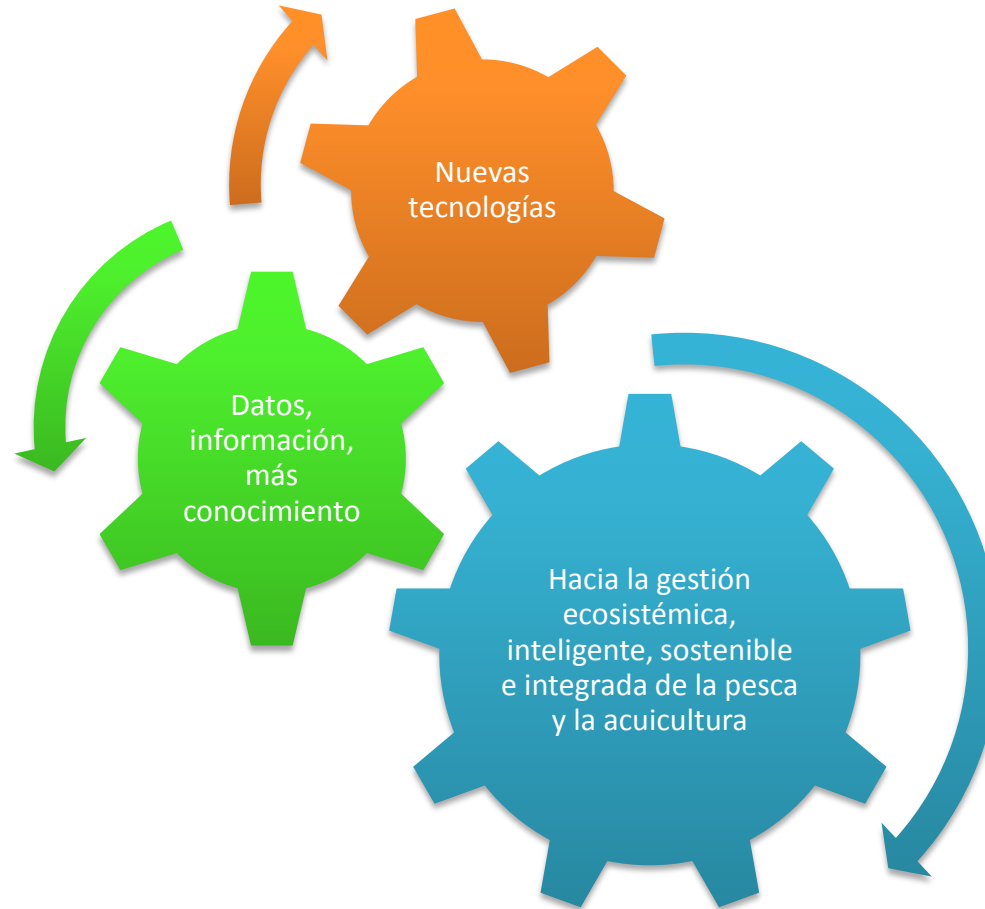 Nuevas
tecnologías
Datos,
información,
más
conocimiento
Hacia la gestión
ecosistémica,
inteligente, sostenible
e integrada de la pesca
y la acuicultura